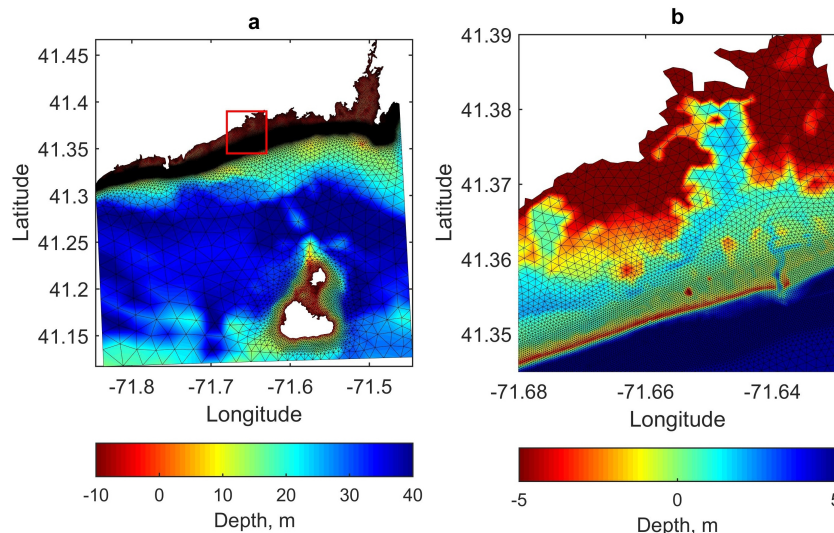 a
41.45
41.4
41.35
41.3
41.25
41.2
41.15
Latitude
-71.8 -71.7 -71.6 -71.5
Longitude
-10 0 10 20 30 40
Depth, m
b
41.39
41.38
41.37
41.36
41.35
Latitude
-71.68 -71.66 -71.64
Longitude
-5 0 5
Depth, m